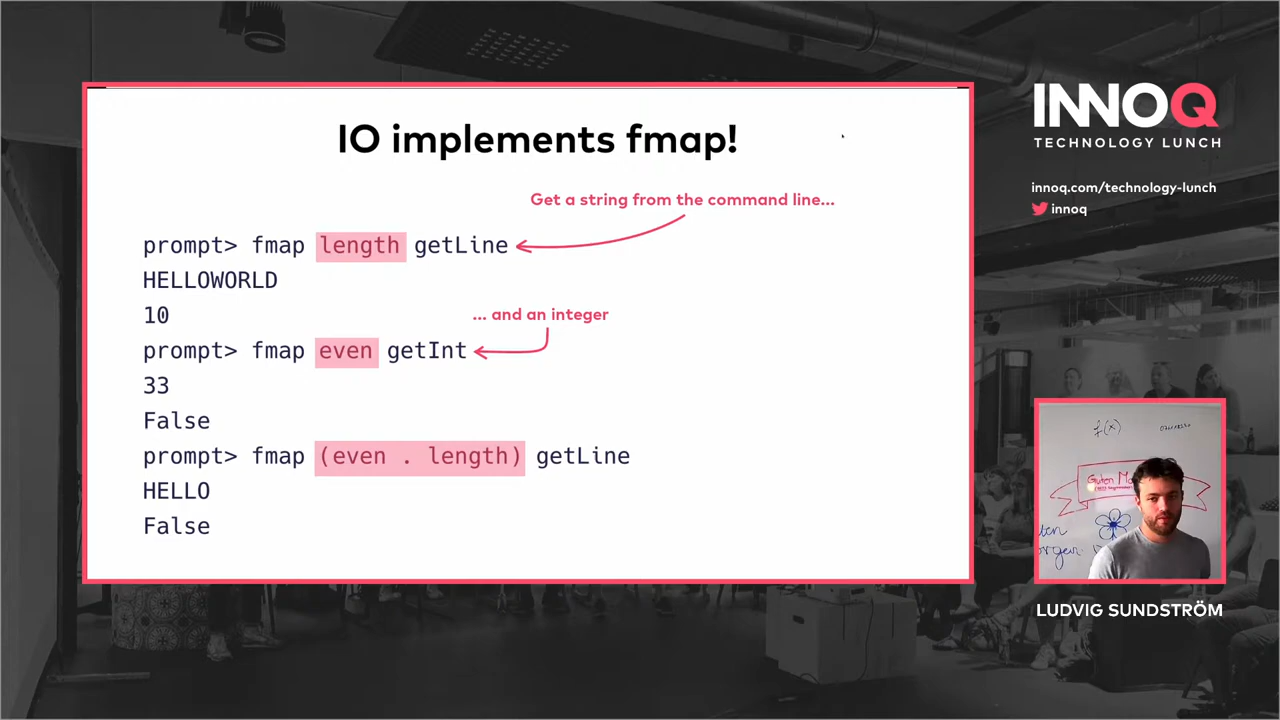 IO implements fmap!
Get a string from the command line...
prompt> fmap length getLine
HELLOWORLD
10
... and an integer
prompt> fmap even getInt
33
False
prompt> fmap (even . length) getLine
HELLO
False
INNOQ
TECHNOLOGY LUNCH
innoq.com/technology-lunch
innoq
f(x)
Guten
LUDVIG SUNDSTRÖM